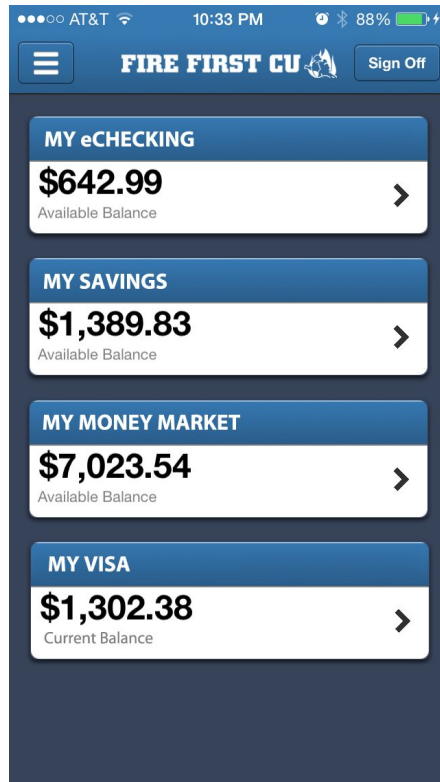 AT&T 10:33 PM 88%
FIRE FIRST CU Sign Off
MY eCHECKING
$642.99
Available Balance
MY SAVINGS
$1,389.83
Available Balance
MY MONEY MARKET
$7,023.54
Available Balance
MY VISA
$1,302.38
Current Balance